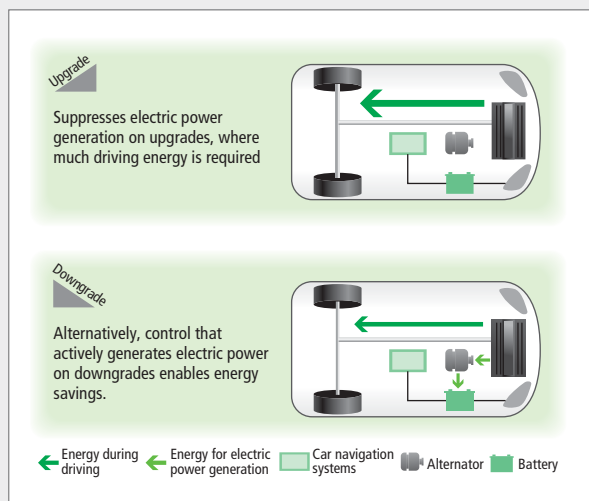 Upgrade
Suppresses electric power
generation on upgrades, where
much driving energy is required
Downgrade
Alternatively, control that
actively generates electric power
on downgrades enables energy
savings.
Energy during
driving
Energy for electric
power generation
Car navigation
systems
Alternator
Battery